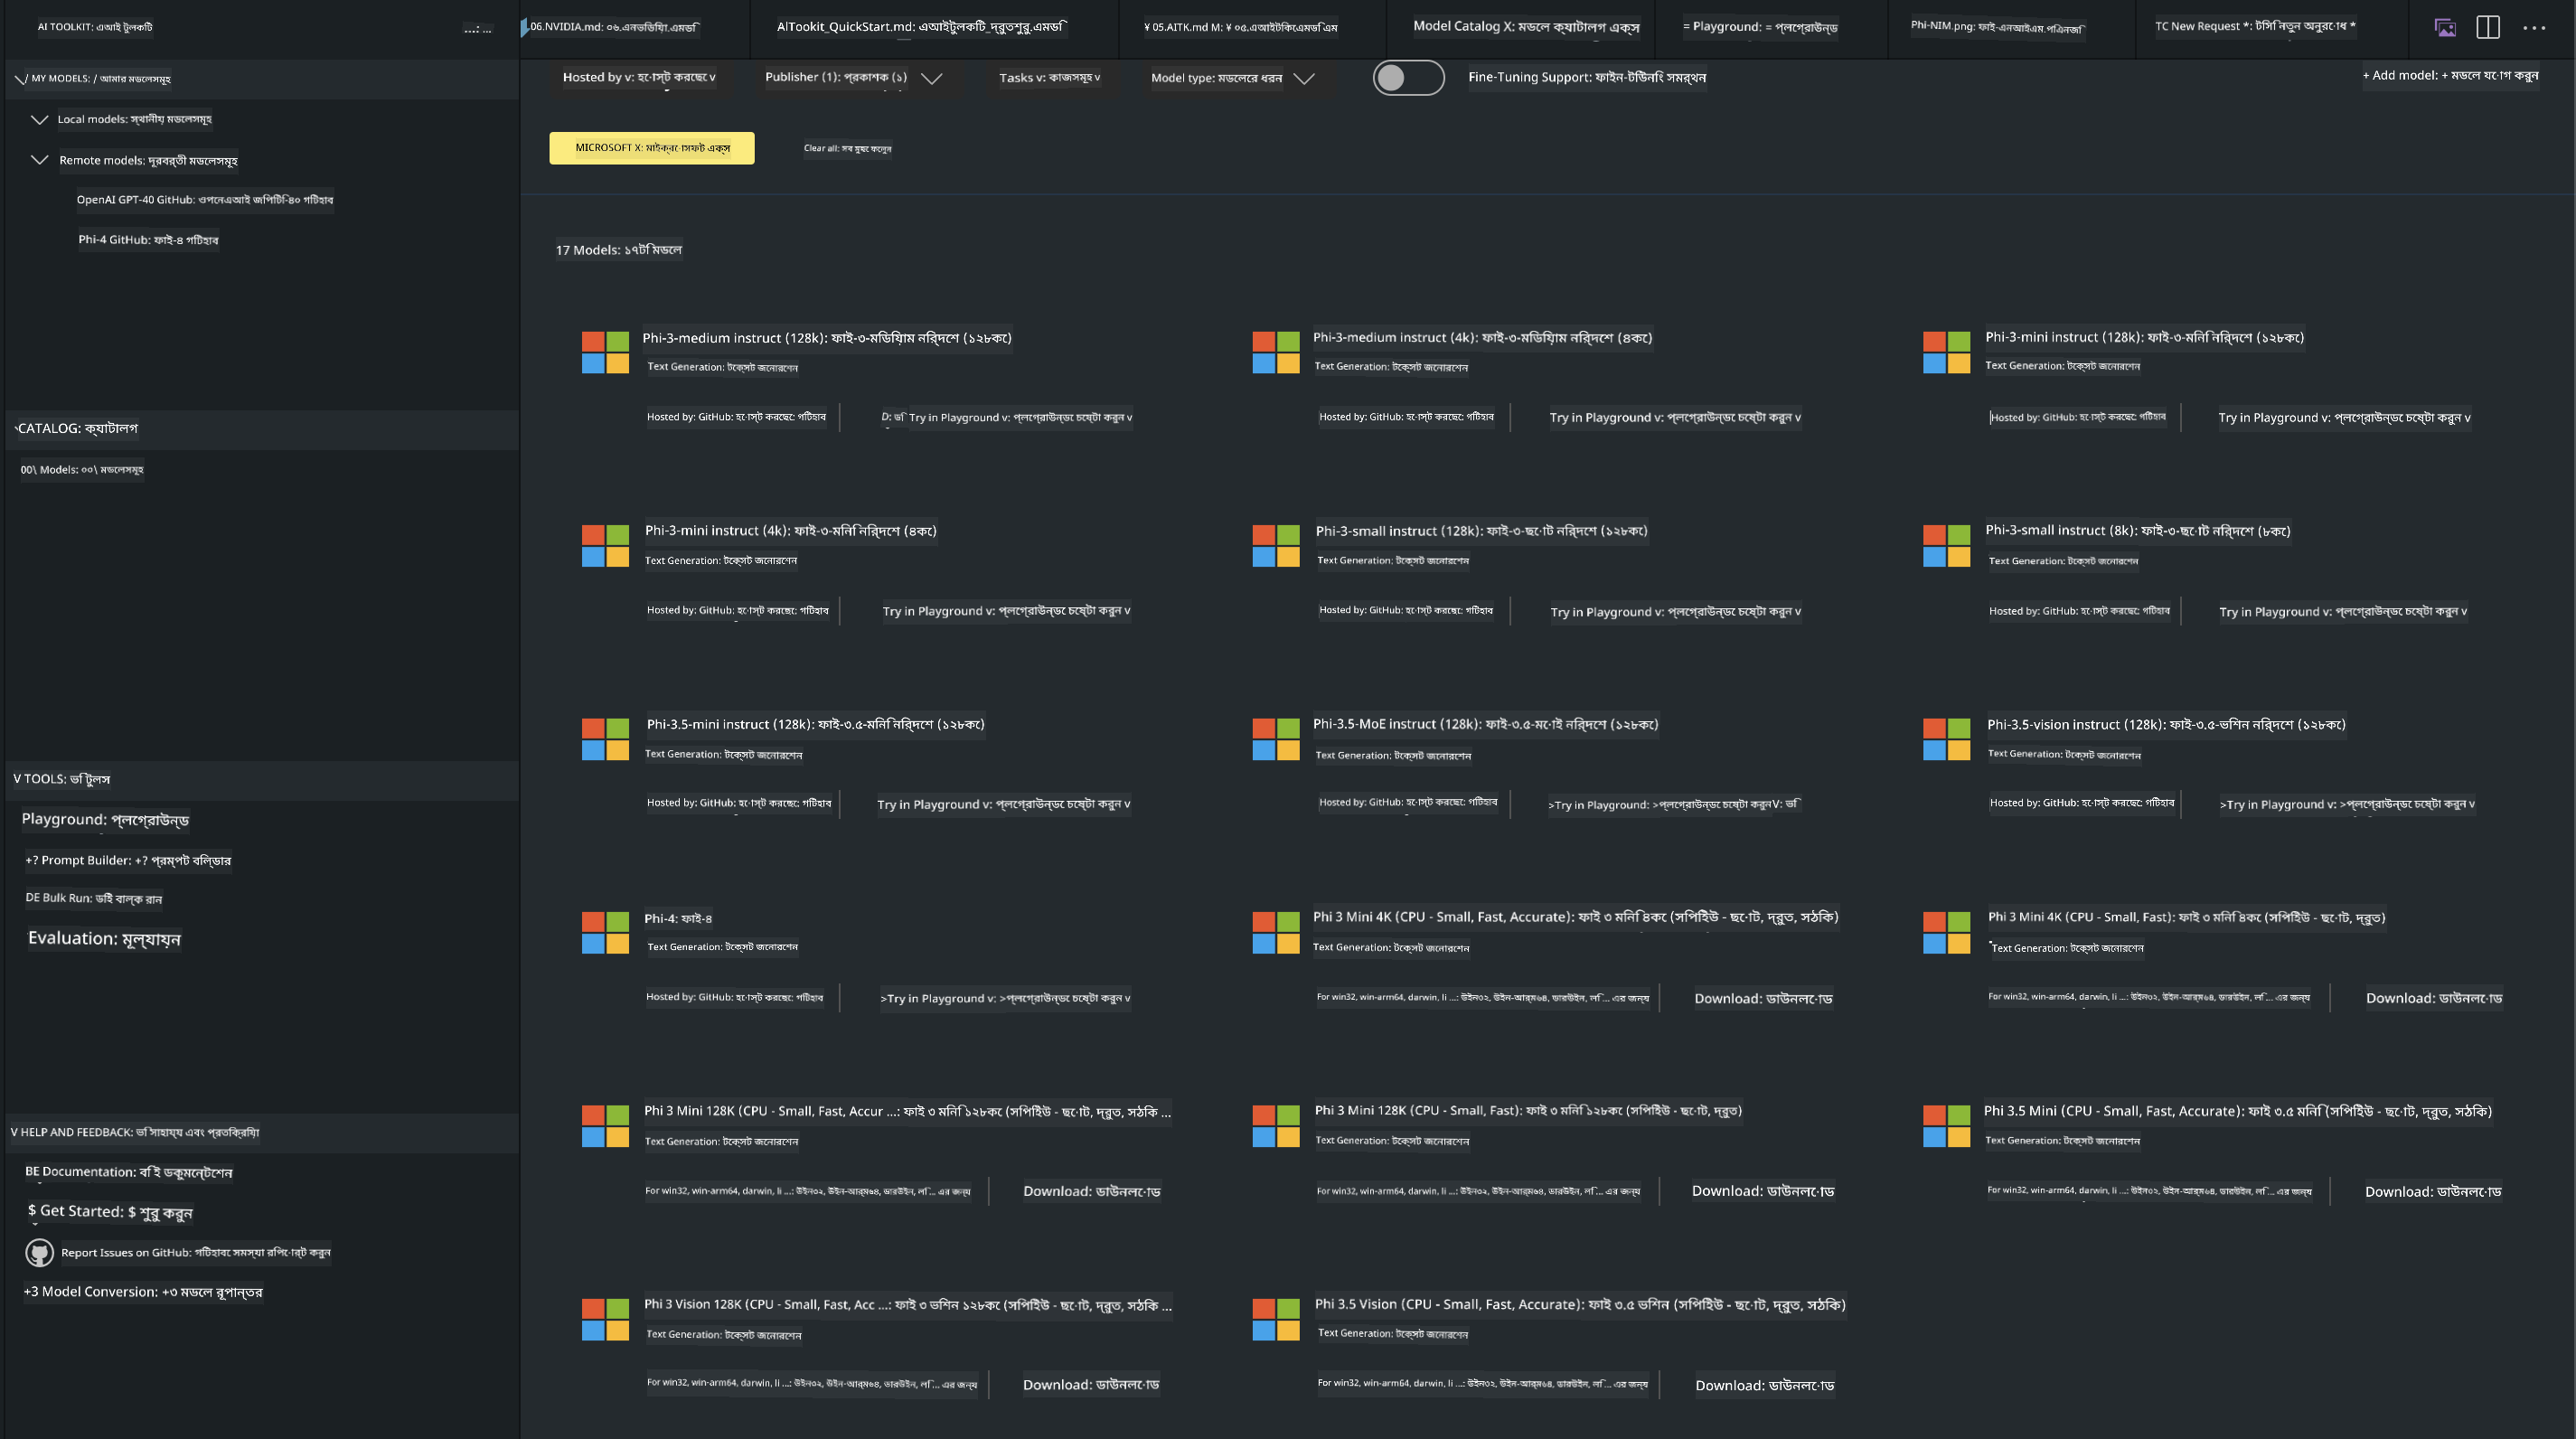 AI TOOLKIT: এআই টুলকিট
06.NVIDIA.md: ০৬.এনভিডিয়া.এমডি
AlTookit_QuickStart.md: এআইটুলকিট_দ্রুতশুরু.এমডি
¥ 05.AITK.md M: ¥ ০৫.এআইটিকে.এমডি এম
Model Catalog X: মডেল ক্যাটালগ এক্স
= Playground: = প্লেগ্রাউন্ড
Phi-NIM.png: ফাই-এনআইএম.পিএনজি
TC New Request *: টিসি নতুন অনুরোধ *
/ MY MODELS: / আমার মডেলসমূহ
Local models: স্থানীয় মডেলসমূহ
Remote models: দূরবর্তী মডেলসমূহ
OpenAI GPT-40 GitHub: ওপেনএআই জিপিটি-৪০ গিটহাব
Phi-4 GitHub: ফাই-৪ গিটহাব
CATALOG: ক্যাটালগ
00\ Models: ০০\ মডেলসমূহ
V TOOLS: ভি টুলস
Playground: প্লেগ্রাউন্ড
+? Prompt Builder: +? প্রম্পট বিল্ডার
DE Bulk Run: ডিই বাল্ক রান
Evaluation: মূল্যায়ন
V HELP AND FEEDBACK: ভি সাহায্য এবং প্রতিক্রিয়া
BE Documentation: বি ই ডকুমেন্টেশন
$ Get Started: $ শুরু করুন
Report Issues on GitHub: গিটহাবে সমস্যা রিপোর্ট করুন
+3 Model Conversion: +৩ মডেল রূপান্তর
Hosted by v: হোস্ট করেছে v
Publisher (1): প্রকাশক (১)
Tasks v: কাজসমূহ v
Model type: মডেলের ধরন
Fine-Tuning Support: ফাইন-টিউনিং সমর্থন
+ Add model: + মডেল যোগ করুন
MICROSOFT X: মাইক্রোসফট এক্স
Clear all: সব মুছে ফেলুন
17 Models: ১৭টি মডেল
Phi-3-medium instruct (128k): ফাই-৩-মিডিয়াম নির্দেশ (১২৮কে)
Text Generation: টেক্সট জেনারেশন
Hosted by: GitHub: হোস্ট করেছে: গিটহাব
D: ডি Try in Playground v: প্লেগ্রাউন্ডে চেষ্টা করুন v
Phi-3-medium instruct (4k): ফাই-৩-মিডিয়াম নির্দেশ (৪কে)
Text Generation: টেক্সট জেনারেশন
Hosted by: GitHub: হোস্ট করেছে: গিটহাব
Try in Playground v: প্লেগ্রাউন্ডে চেষ্টা করুন v
Phi-3-mini instruct (128k): ফাই-৩-মিনি নির্দেশ (১২৮কে)
Text Generation: টেক্সট জেনারেশন
Hosted by: GitHub: হোস্ট করেছে: গিটহাব
Try in Playground v: প্লেগ্রাউন্ডে চেষ্টা করুন v
Phi-3-mini instruct (4k): ফাই-৩-মিনি নির্দেশ (৪কে)
Text Generation: টেক্সট জেনারেশন
Hosted by: GitHub: হোস্ট করেছে: গিটহাব
Try in Playground v: প্লেগ্রাউন্ডে চেষ্টা করুন v
Phi-3-small instruct (128k): ফাই-৩-ছোট নির্দেশ (১২৮কে)
Text Generation: টেক্সট জেনারেশন
Hosted by: GitHub: হোস্ট করেছে: গিটহাব
Try in Playground v: প্লেগ্রাউন্ডে চেষ্টা করুন v
Phi-3-small instruct (8k): ফাই-৩-ছোট নির্দেশ (৮কে)
Text Generation: টেক্সট জেনারেশন
Hosted by: GitHub: হোস্ট করেছে: গিটহাব
Try in Playground v: প্লেগ্রাউন্ডে চেষ্টা করুন v
Phi-3.5-mini instruct (128k): ফাই-৩.৫-মিনি নির্দেশ (১২৮কে)
Text Generation: টেক্সট জেনারেশন
Hosted by: GitHub: হোস্ট করেছে: গিটহাব
Try in Playground v: প্লেগ্রাউন্ডে চেষ্টা করুন v
Phi-3.5-MoE instruct (128k): ফাই-৩.৫-মোই নির্দেশ (১২৮কে)
Text Generation: টেক্সট জেনারেশন
Hosted by: GitHub: হোস্ট করেছে: গিটহাব
>Try in Playground: >প্লেগ্রাউন্ডে চেষ্টা করুন V: ভি
Phi-3.5-vision instruct (128k): ফাই-৩.৫-ভিশন নির্দেশ (১২৮কে)
Text Generation: টেক্সট জেনারেশন
Hosted by: GitHub: হোস্ট করেছে: গিটহাব
>Try in Playground v: >প্লেগ্রাউন্ডে চেষ্টা করুন v
Phi-4: ফাই-৪
Text Generation: টেক্সট জেনারেশন
Hosted by: GitHub: হোস্ট করেছে: গিটহাব
>Try in Playground v: >প্লেগ্রাউন্ডে চেষ্টা করুন v
Phi 3 Mini 4K (CPU - Small, Fast, Accurate): ফাই ৩ মিনি ৪কে (সিপিইউ - ছোট, দ্রুত, সঠিক)
Text Generation: টেক্সট জেনারেশন
For win32, win-arm64, darwin, li ...: উইন৩২, উইন-আর্ম৬৪, ডারউইন, লি... এর জন্য
Download: ডাউনলোড
Phi 3 Mini 4K (CPU - Small, Fast): ফাই ৩ মিনি ৪কে (সিপিইউ - ছোট, দ্রুত)
Text Generation: টেক্সট জেনারেশন
For win32, win-arm64, darwin, li ...: উইন৩২, উইন-আর্ম৬৪, ডারউইন, লি... এর জন্য
Download: ডাউনলোড
Phi 3 Mini 128K (CPU - Small, Fast, Accur ...: ফাই ৩ মিনি ১২৮কে (সিপিইউ - ছোট, দ্রুত, সঠিক ...
Text Generation: টেক্সট জেনারেশন
For win32, win-arm64, darwin, li ...: উইন৩২, উইন-আর্ম৬৪, ডারউইন, লি... এর জন্য
Download: ডাউনলোড
Phi 3 Mini 128K (CPU - Small, Fast): ফাই ৩ মিনি ১২৮কে (সিপিইউ - ছোট, দ্রুত)
Text Generation: টেক্সট জেনারেশন
For win32, win-arm64, darwin, li ...: উইন৩২, উইন-আর্ম৬৪, ডারউইন, লি... এর জন্য
Download: ডাউনলোড
Phi 3.5 Mini (CPU - Small, Fast, Accurate): ফাই ৩.৫ মিনি (সিপিইউ - ছোট, দ্রুত, সঠিক)
Text Generation: টেক্সট জেনারেশন
For win32, win-arm64, darwin, li ...: উইন৩২, উইন-আর্ম৬৪, ডারউইন, লি... এর জন্য
Download: ডাউনলোড
Phi 3 Vision 128K (CPU - Small, Fast, Acc ...: ফাই ৩ ভিশন ১২৮কে (সিপিইউ - ছোট, দ্রুত, সঠিক ...
Text Generation: টেক্সট জেনারেশন
For win32, win-arm64, darwin, li ...: উইন৩২, উইন-আর্ম৬৪, ডারউইন, লি... এর জন্য
Download: ডাউনলোড
Phi 3.5 Vision (CPU - Small, Fast, Accurate): ফাই ৩.৫ ভিশন (সিপিইউ - ছোট, দ্রুত, সঠিক)
Text Generation: টেক্সট জেনারেশন
For win32, win-arm64, darwin, li ...: উইন৩২, উইন-আর্ম৬৪, ডারউইন, লি... এর জন্য
Download: ডাউনলোড